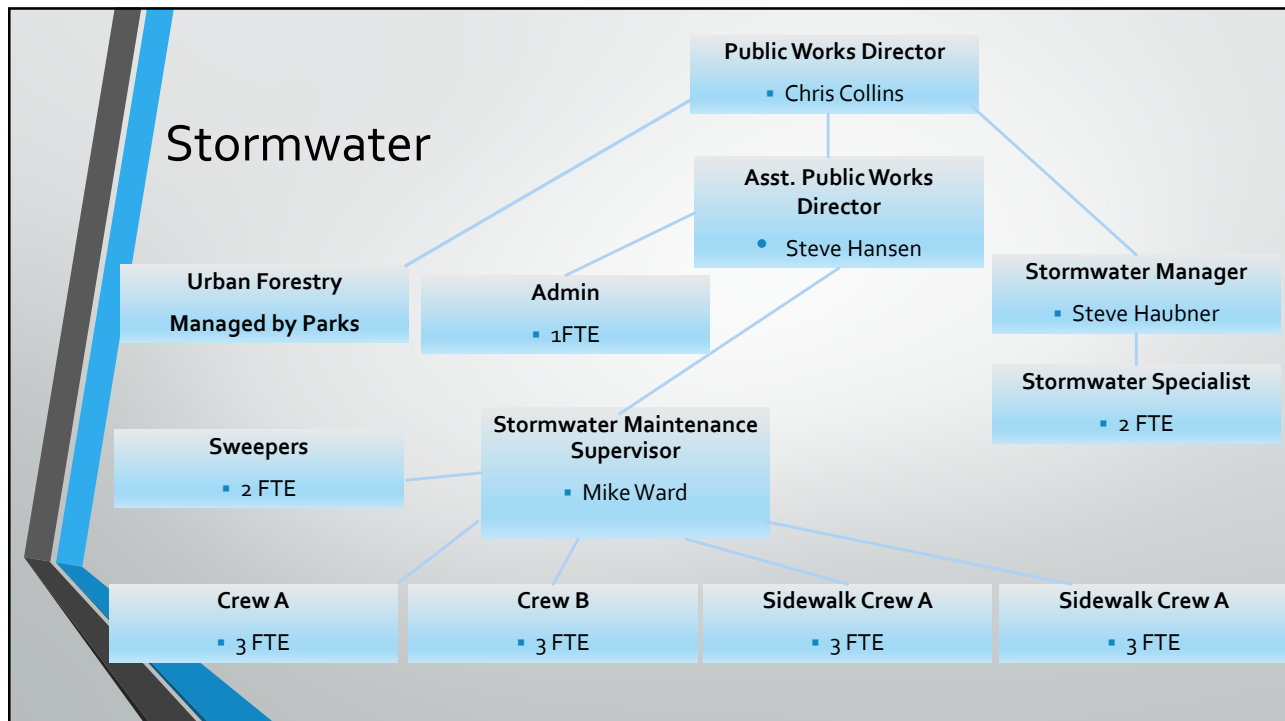 Stormwater
Public Works Director
▪ Chris Collins
Asst. Public Works
Director
• Steve Hansen
Urban Forestry
Managed by Parks
Admin
▪ 1FTE
Stormwater Manager
▪ Steve Haubner
Stormwater Specialist
▪ 2 FTE
Sweepers
▪ 2 FTE
Stormwater Maintenance
Supervisor
▪ Mike Ward
Crew A
▪ 3 FTE
Crew B
▪ 3 FTE
Sidewalk Crew A
▪ 3 FTE
Sidewalk Crew A
▪ 3 FTE